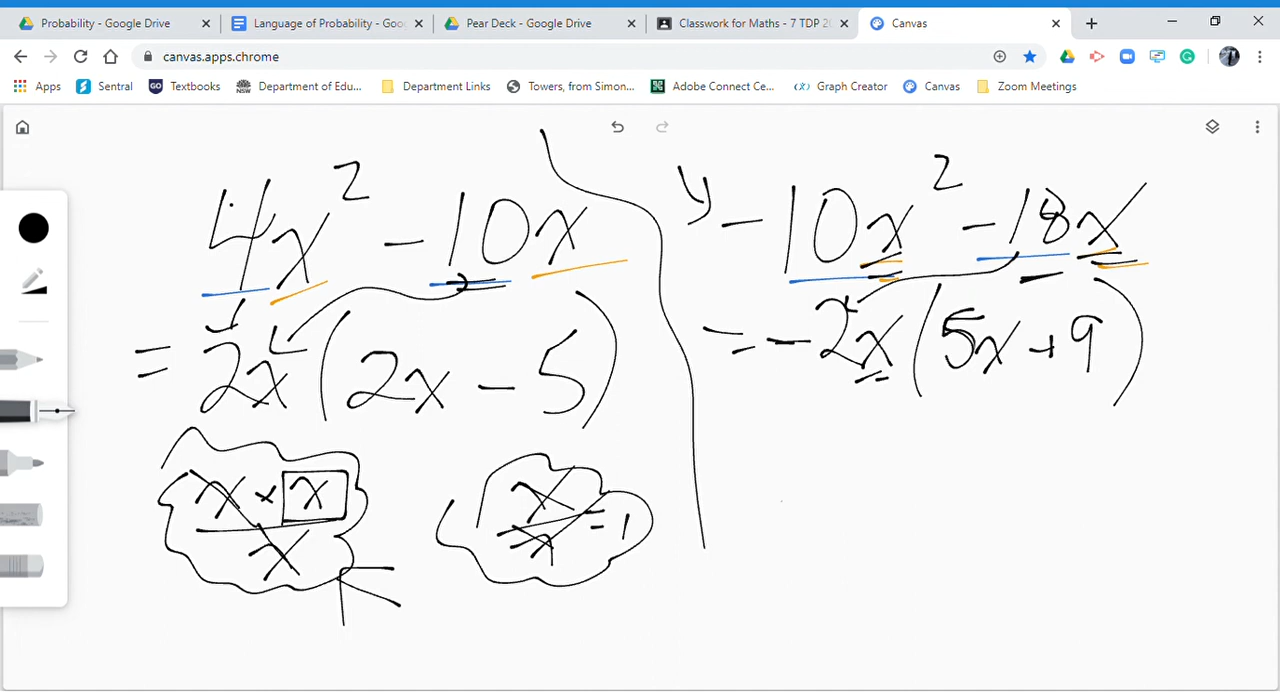 Probability - Google Drive
Language of Probability - Goo
Pear Deck - Google Drive
Classwork for Maths - 7 TDP 2
Canvas
canvas.apps.chrome
Apps
Sentral
GO Textbooks
Department of Edu...
Department Links
Towers, from Simon...
Adobe Connect Ce...
(x) Graph Creator
Canvas
Zoom Meetings
4x² - 10x
= 2x(2x - 5)
x × x
x
x
x
= 1
y - 10x² - 18x
= -2x(5x + 9)